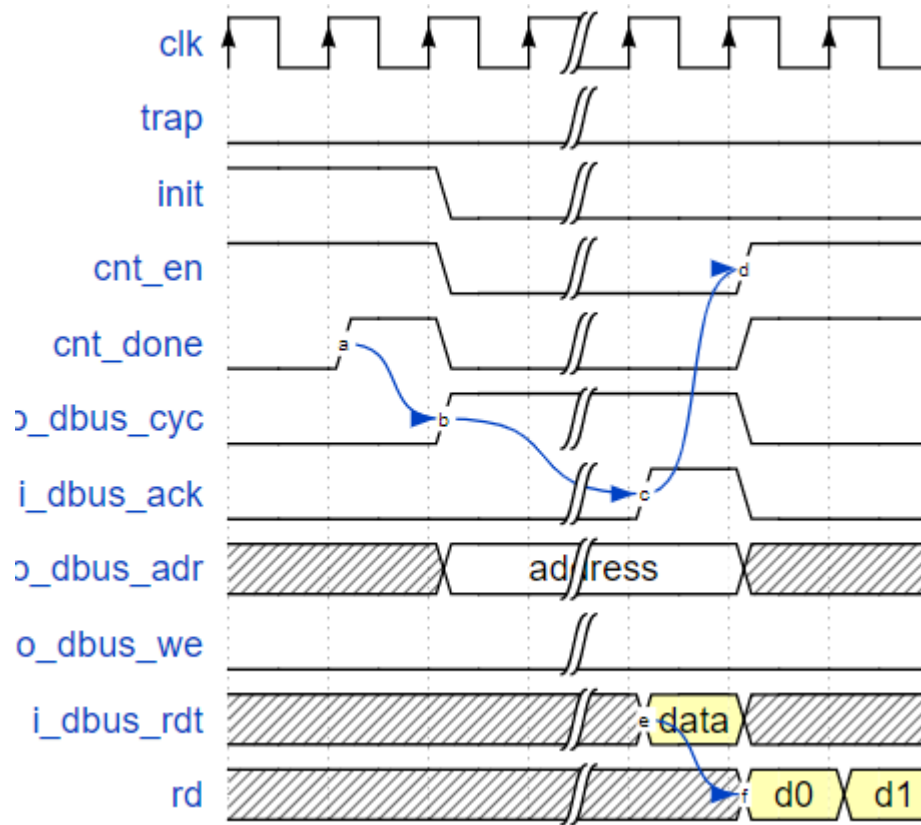 clk
trap
init
cnt_en
d
cnt_done
a
o_dbus_cyc
b
i_dbus_ack
c
o_dbus_adr
address
o_dbus_we
i_dbus_rdt
e
data
rd
f
d0
d1